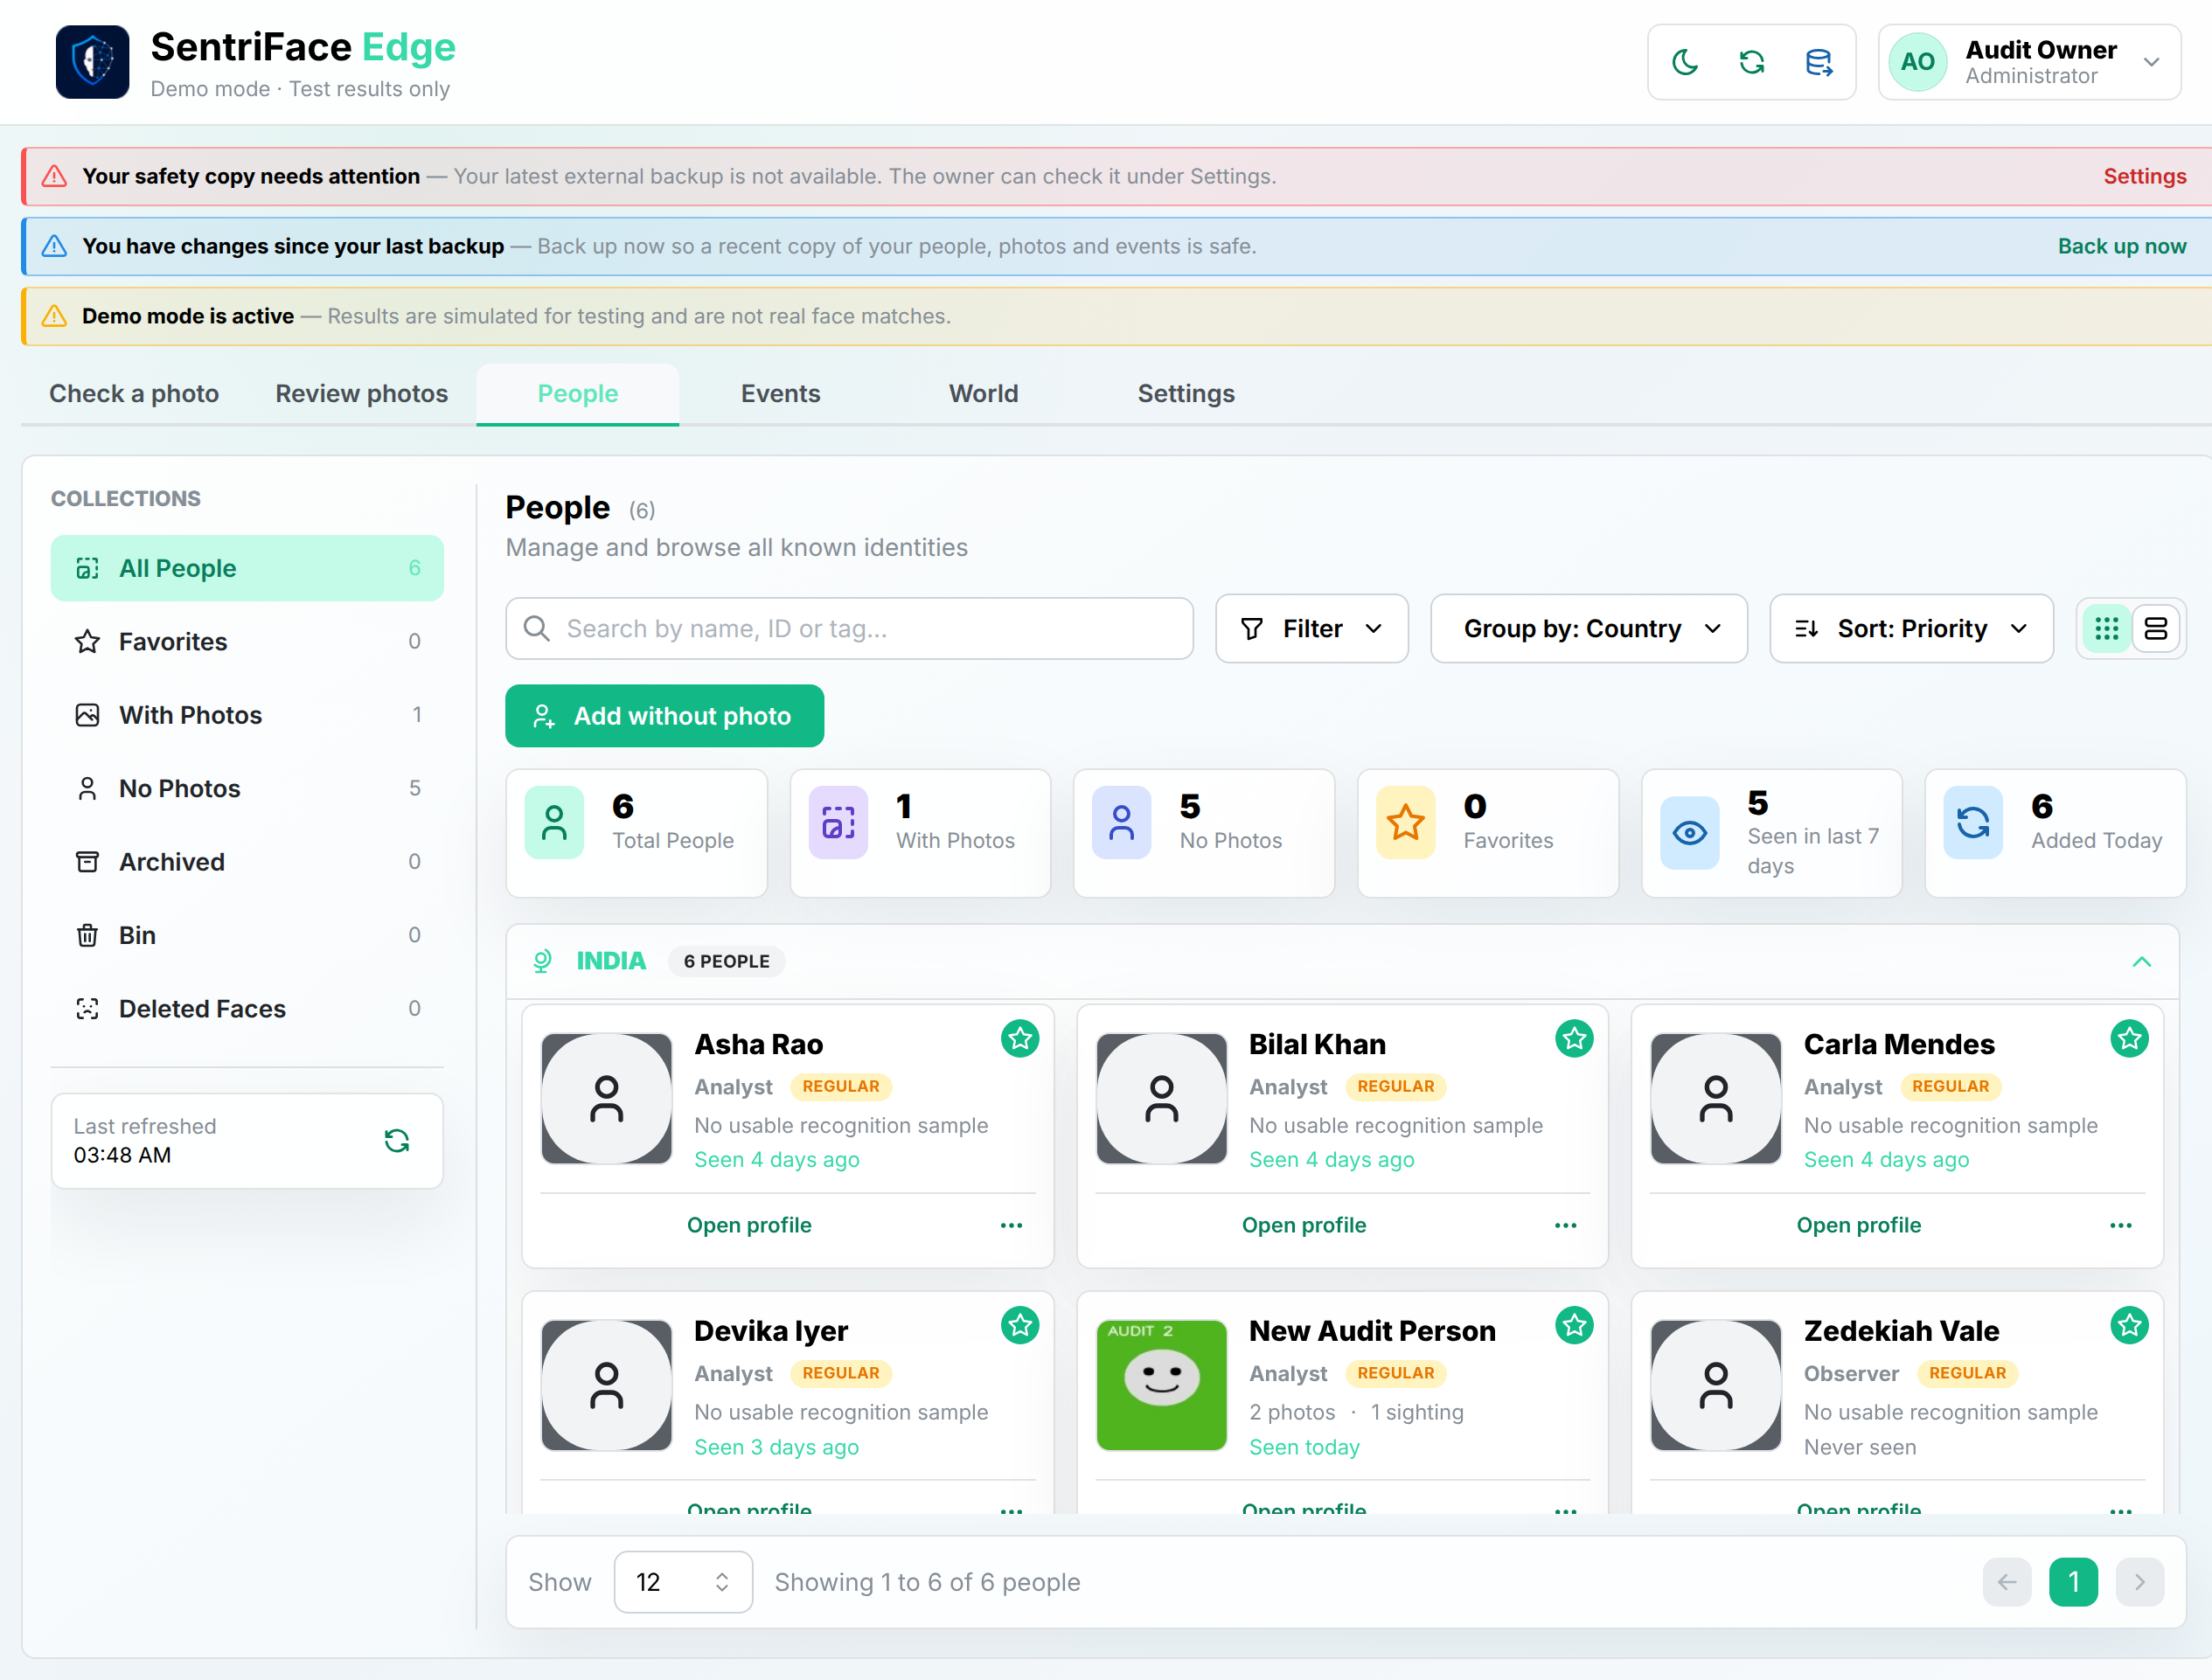 SentriFace Edge
Demo mode · Test results only
AO
Audit Owner
Administrator
Your safety copy needs attention — Your latest external backup is not available. The owner can check it under Settings.
Settings
You have changes since your last backup — Back up now so a recent copy of your people, photos and events is safe.
Back up now
Demo mode is active — Results are simulated for testing and are not real face matches.
Check a photo
Review photos
People
Events
World
Settings
COLLECTIONS
All People 6
Favorites 0
With Photos 1
No Photos 5
Archived 0
Bin 0
Deleted Faces 0
Last refreshed
03:48 AM
People (6)
Manage and browse all known identities
Search by name, ID or tag...
Filter
Group by: Country
Sort: Priority
Add without photo
6
Total People
1
With Photos
5
No Photos
0
Favorites
5
Seen in last 7
days
6
Added Today
INDIA 6 PEOPLE
Asha Rao
Analyst REGULAR
No usable recognition sample
Seen 4 days ago
Open profile
Bilal Khan
Analyst REGULAR
No usable recognition sample
Seen 4 days ago
Open profile
Carla Mendes
Analyst REGULAR
No usable recognition sample
Seen 4 days ago
Open profile
Devika Iyer
Analyst REGULAR
No usable recognition sample
Seen 3 days ago
Open profile
AUDIT 2
New Audit Person
Analyst REGULAR
2 photos · 1 sighting
Seen today
Open profile
Zedekiah Vale
Observer REGULAR
No usable recognition sample
Never seen
Open profile
Show 12 Showing 1 to 6 of 6 people
1